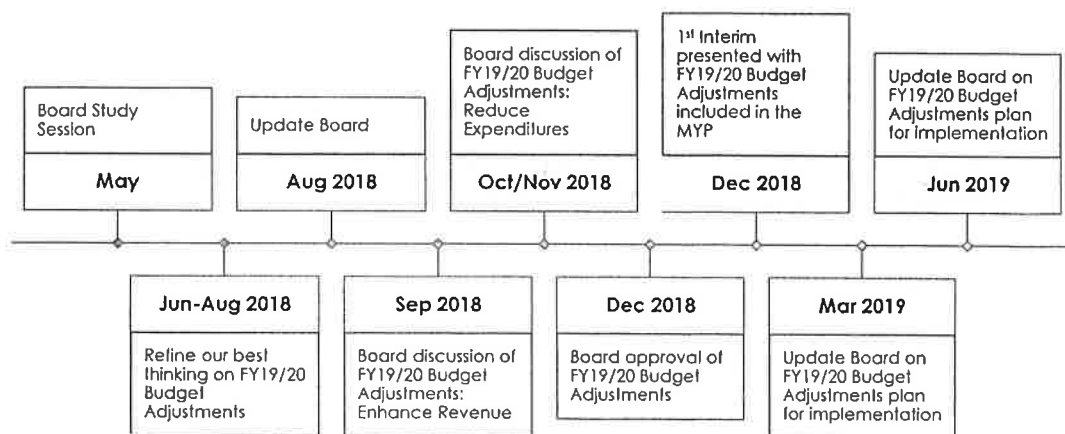 Board Study
Session
May
Jun-Aug 2018
Refine our best
thinking on FY19/20
Budget
Adjustments
Update Board
Aug 2018
Sep 2018
Board discussion of
FY19/20 Budget
Adjustments:
Enhance Revenue
Board discussion of
FY19/20 Budget
Adjustments:
Reduce
Expenditures
Oct/Nov 2018
Dec 2018
Board approval of
FY19/20 Budget
Adjustments
1st Interim
presented with
FY19/20 Budget
Adjustments
included in the
MYP
Dec 2018
Mar 2019
Update Board on
FY19/20 Budget
Adjustments plan
for implementation
Update Board on
FY19/20 Budget
Adjustments plan
for implementation
Jun 2019